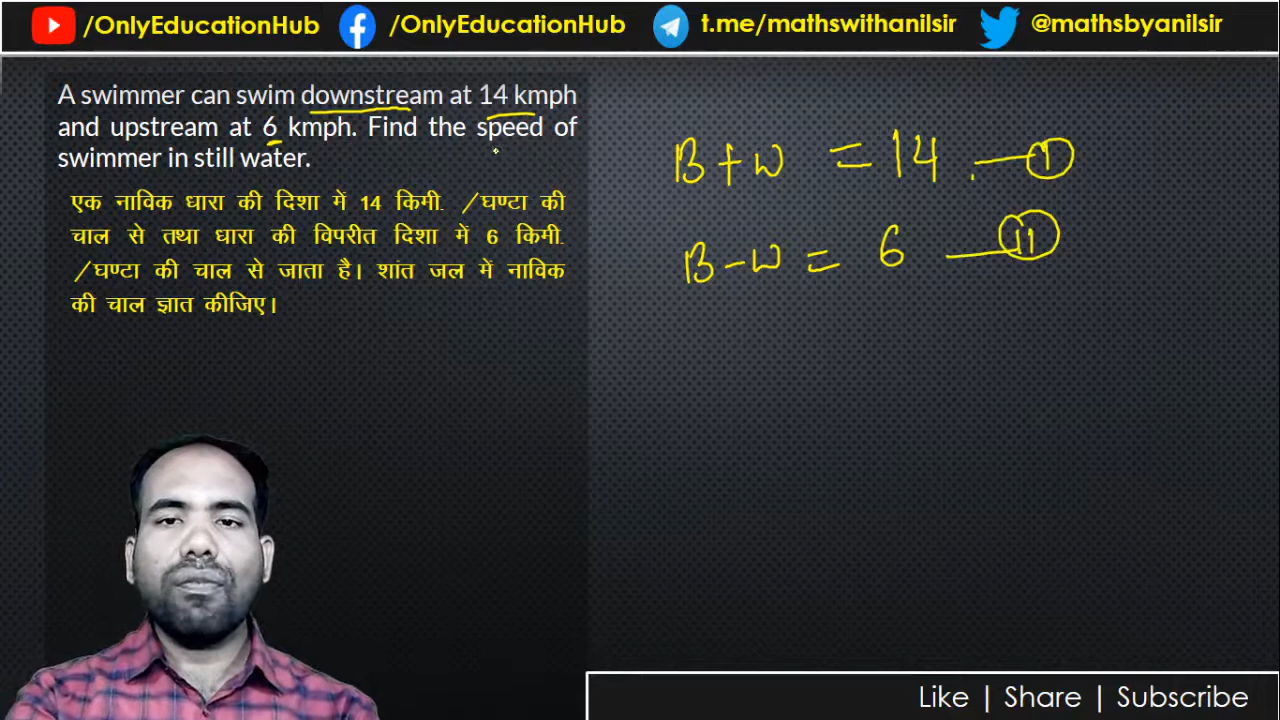 /OnlyEducationHub /OnlyEducationHub t.me/mathswithanilsir @mathsbyanilsir
A swimmer can swim downstream at 14 kmph
and upstream at 6 kmph. Find the speed of
swimmer in still water.
एक नाविक धारा की दिशा में 14 किमी. /घण्टा की
चाल से तथा धारा की विपरीत दिशा में 6 किमी.
/घण्टा की चाल से जाता है। शांत जल में नाविक
की चाल ज्ञात कीजिए।
B+W = 14 — I
B-W = 6 — II
Like | Share | Subscribe